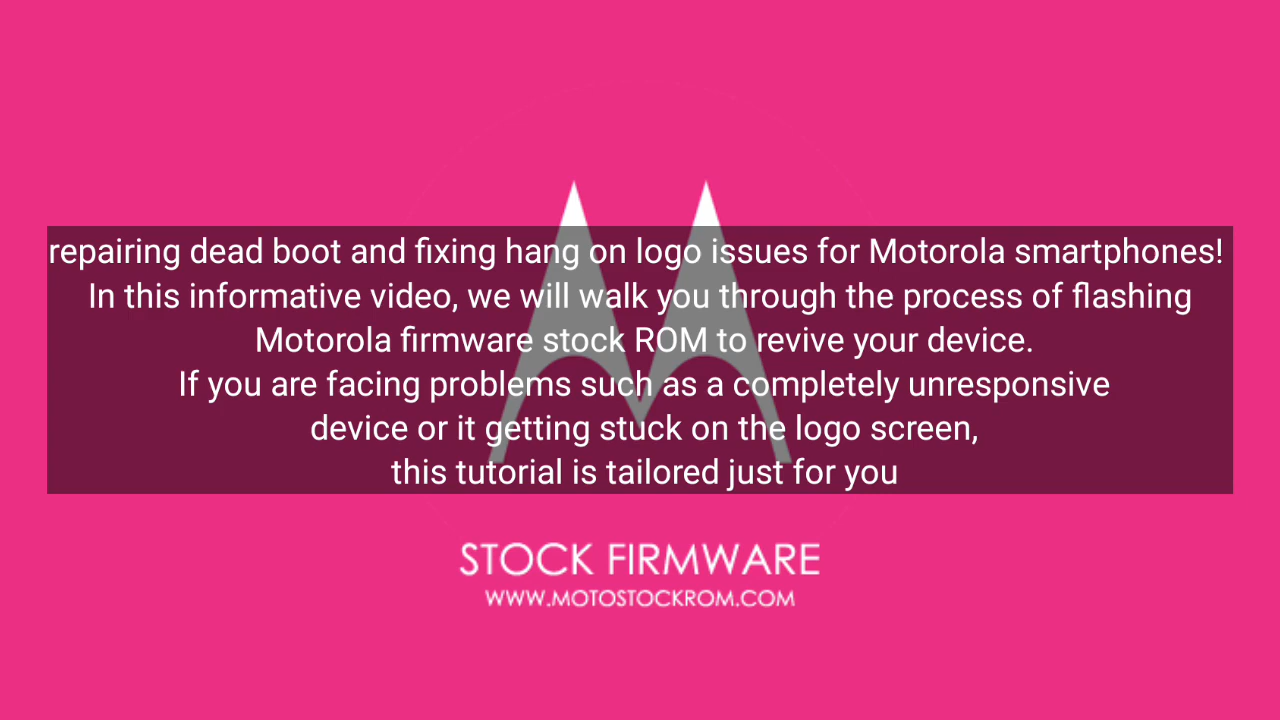 repairing dead boot and fixing hang on logo issues for Motorola smartphones!
In this informative video, we will walk you through the process of flashing
Motorola firmware stock ROM to revive your device.
If you are facing problems such as a completely unresponsive
device or it getting stuck on the logo screen,
this tutorial is tailored just for you
STOCK FIRMWARE
WWW.MOTOSTOCKROM.COM